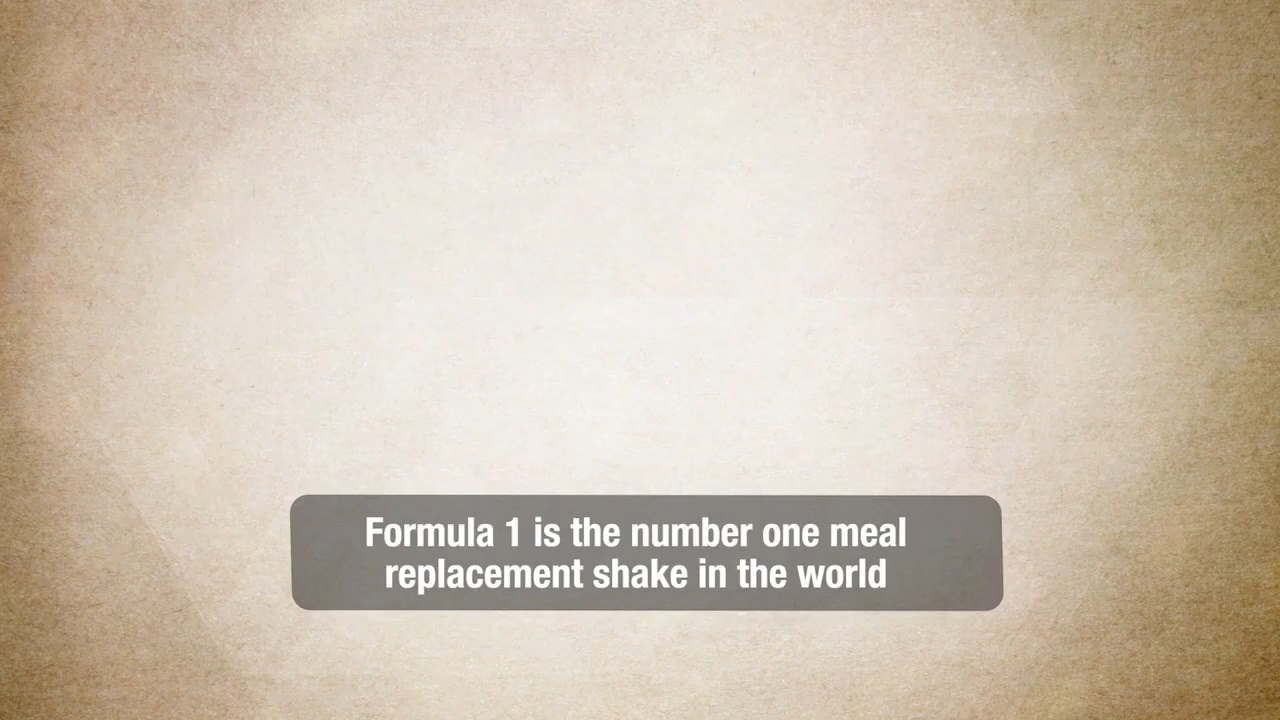 Formula 1 is the number one meal
replacement shake in the world